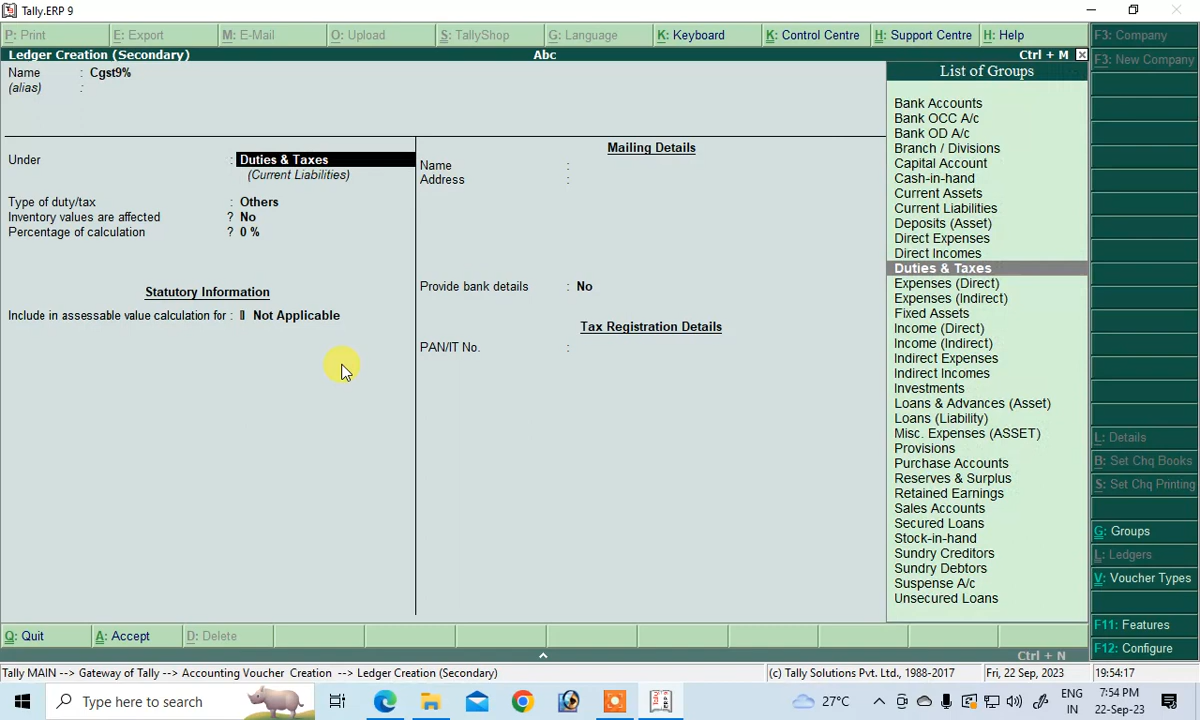 Tally.ERP 9
P: Print E: Export M: E-Mail O: Upload S: TallyShop G: Language K: Keyboard K: Control Centre H: Support Centre H: Help
F3: Company
F3: New Company
Ledger Creation (Secondary) Abc Ctrl + M
Name : Cgst9%
(alias) :
Under : Duties & Taxes
(Current Liabilities)
Type of duty/tax : Others
Inventory values are affected ? No
Percentage of calculation ? 0 %
Statutory Information
Include in assessable value calculation for : Not Applicable
Mailing Details
Name :
Address :
Provide bank details : No
Tax Registration Details
PAN/IT No. :
List of Groups
Bank Accounts
Bank OCC A/c
Bank OD A/c
Branch / Divisions
Capital Account
Cash-in-hand
Current Assets
Current Liabilities
Deposits (Asset)
Direct Expenses
Direct Incomes
Duties & Taxes
Expenses (Direct)
Expenses (Indirect)
Fixed Assets
Income (Direct)
Income (Indirect)
Indirect Expenses
Indirect Incomes
Investments
Loans & Advances (Asset)
Loans (Liability)
Misc. Expenses (ASSET)
Provisions
Purchase Accounts
Reserves & Surplus
Retained Earnings
Sales Accounts
Secured Loans
Stock-in-hand
Sundry Creditors
Sundry Debtors
Suspense A/c
Unsecured Loans
L: Details
B: Set Chq Books
S: Set Chq Printing
G: Groups
L: Ledgers
V: Voucher Types
F11: Features
F12: Configure
Q: Quit A: Accept D: Delete
Ctrl + N
Tally MAIN --> Gateway of Tally --> Accounting Voucher Creation --> Ledger Creation (Secondary) (c) Tally Solutions Pvt. Ltd., 1988-2017 Fri, 22 Sep, 2023 19:54:17
Type here to search 27°C ENG 7:54 PM
IN 22-Sep-23